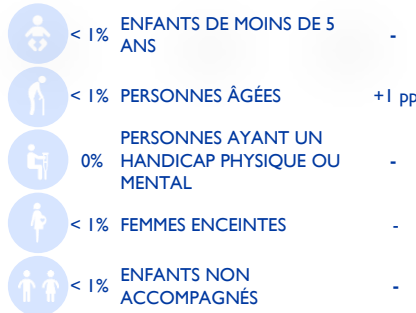 < 1% ENFANTS DE MOINS DE 5 ANS -
< 1% PERSONNES ÂGÉES +1 pp
0% PERSONNES AYANT UN HANDICAP PHYSIQUE OU MENTAL -
< 1% FEMMES ENCEINTES -
< 1% ENFANTS NON ACCOMPAGNÉS -